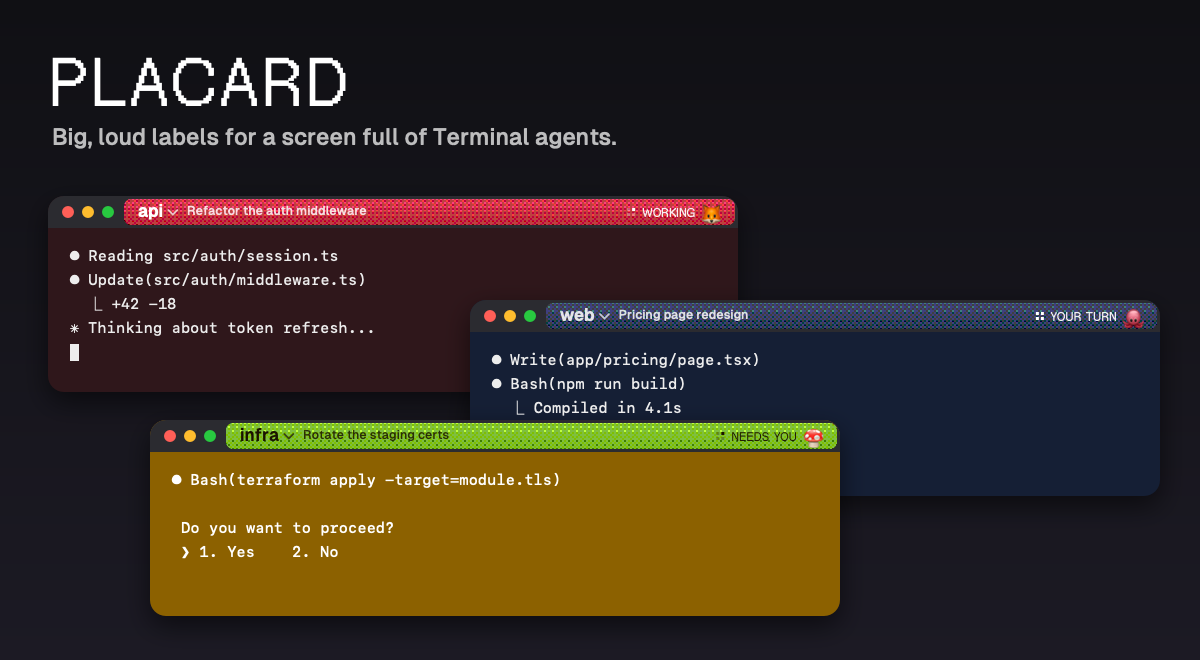 PLACARD
Big, loud labels for a screen full of Terminal agents.
api Refactor the auth middleware WORKING
● Reading src/auth/session.ts
● Update(src/auth/middleware.ts)
⎿ +42 −18
✳ Thinking about token refresh...
web Pricing page redesign YOUR TURN
● Write(app/pricing/page.tsx)
● Bash(npm run build)
⎿ Compiled in 4.1s
infra Rotate the staging certs NEEDS YOU
● Bash(terraform apply −target=module.tls)
Do you want to proceed?
❯ 1. Yes 2. No